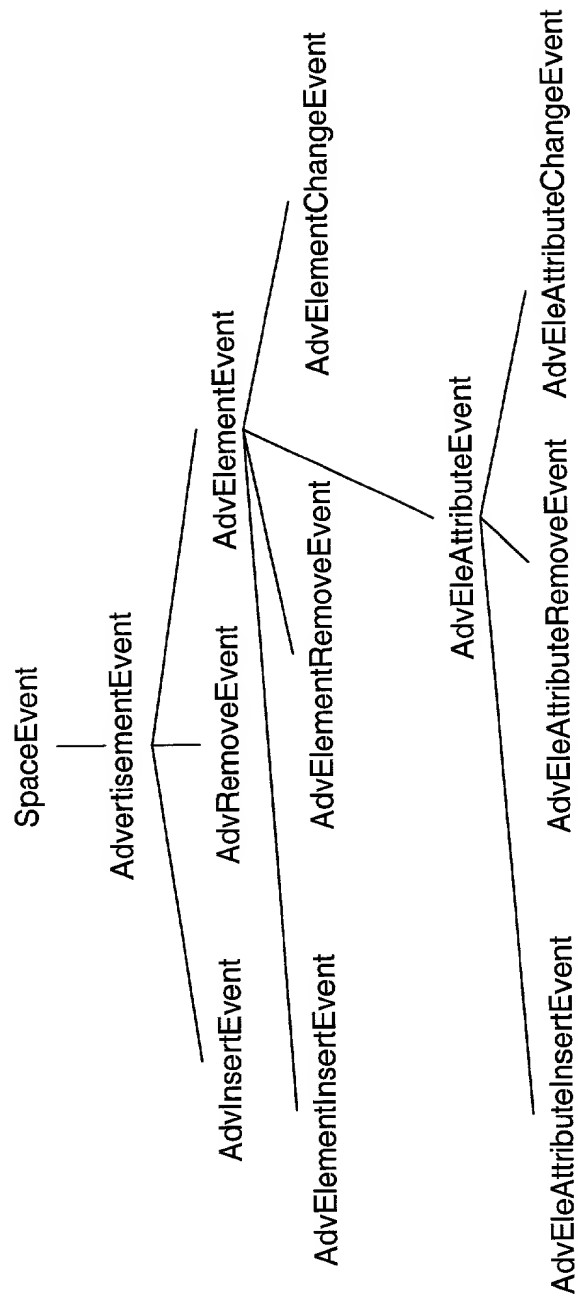 SpaceEvent
AdvertisementEvent
AdvInsertEvent
AdvRemoveEvent
AdvElementEvent
AdvElementInsertEvent
AdvElementRemoveEvent
AdvElementChangeEvent
AdvEleAttributeEvent
AdvEleAttributeInsertEvent
AdvEleAttributeRemoveEvent
AdvEleAttributeChangeEvent